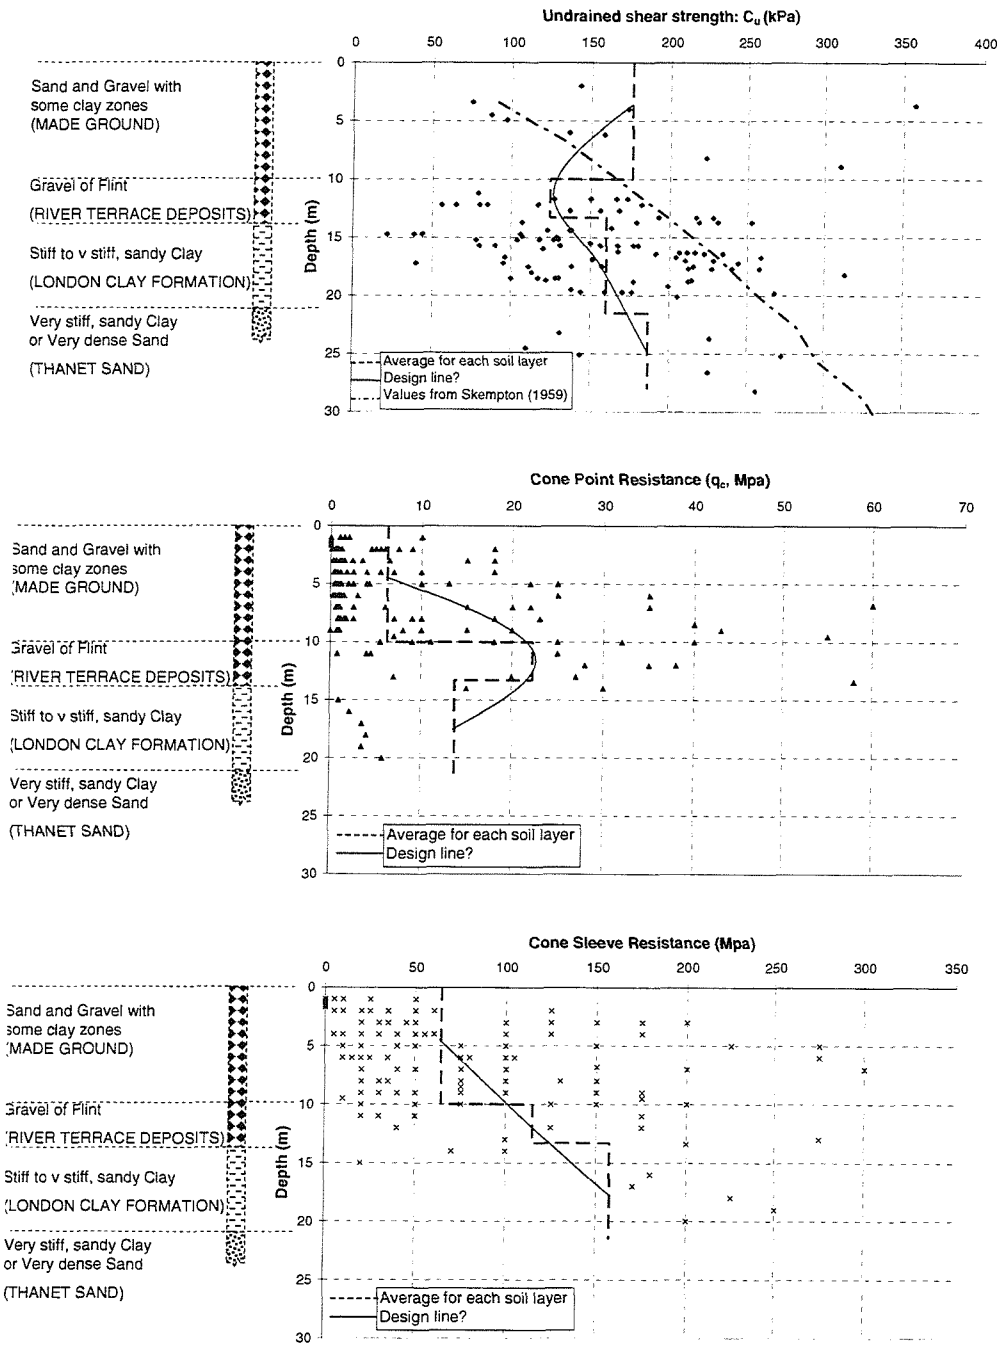 Undrained shear strength: Cu (kPa)
0 50 100 150 200 250 300 350 400
0
5
10
15
20
25
30
Depth (m)
Sand and Gravel with
some clay zones
(MADE GROUND)
Gravel of Flint
(RIVER TERRACE DEPOSITS)
Stiff to v stiff, sandy Clay
(LONDON CLAY FORMATION)
Very stiff, sandy Clay
or Very dense Sand
(THANET SAND)
Average for each soil layer
Design line?
Values from Skempton (1959)
Cone Point Resistance (qc, Mpa)
0 10 20 30 40 50 60 70
0
5
10
15
20
25
30
Depth (m)
Sand and Gravel with
some clay zones
(MADE GROUND)
Gravel of Flint
(RIVER TERRACE DEPOSITS)
Stiff to v stiff, sandy Clay
(LONDON CLAY FORMATION)
Very stiff, sandy Clay
or Very dense Sand
(THANET SAND)
Average for each soil layer
Design line?
Cone Sleeve Resistance (Mpa)
0 50 100 150 200 250 300 350
0
5
10
15
20
25
30
Depth (m)
Sand and Gravel with
some clay zones
(MADE GROUND)
Gravel of Flint
(RIVER TERRACE DEPOSITS)
Stiff to v stiff, sandy Clay
(LONDON CLAY FORMATION)
Very stiff, sandy Clay
or Very dense Sand
(THANET SAND)
Average for each soil layer
Design line?